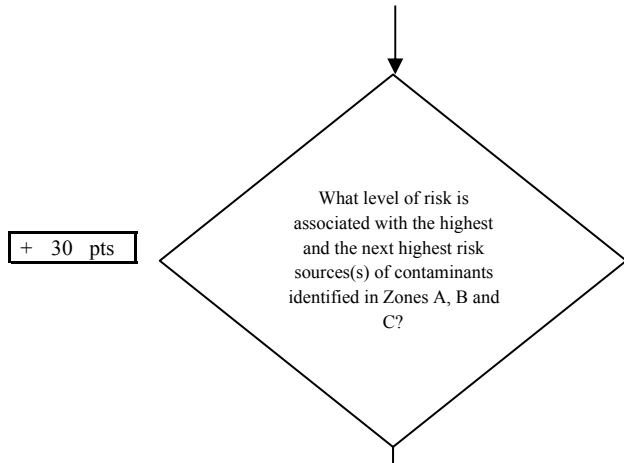 What level of risk is
associated with the highest
+ 30 pts
and the next highest risk
sources(s) of contaminants
identified in Zones A, B and
C?